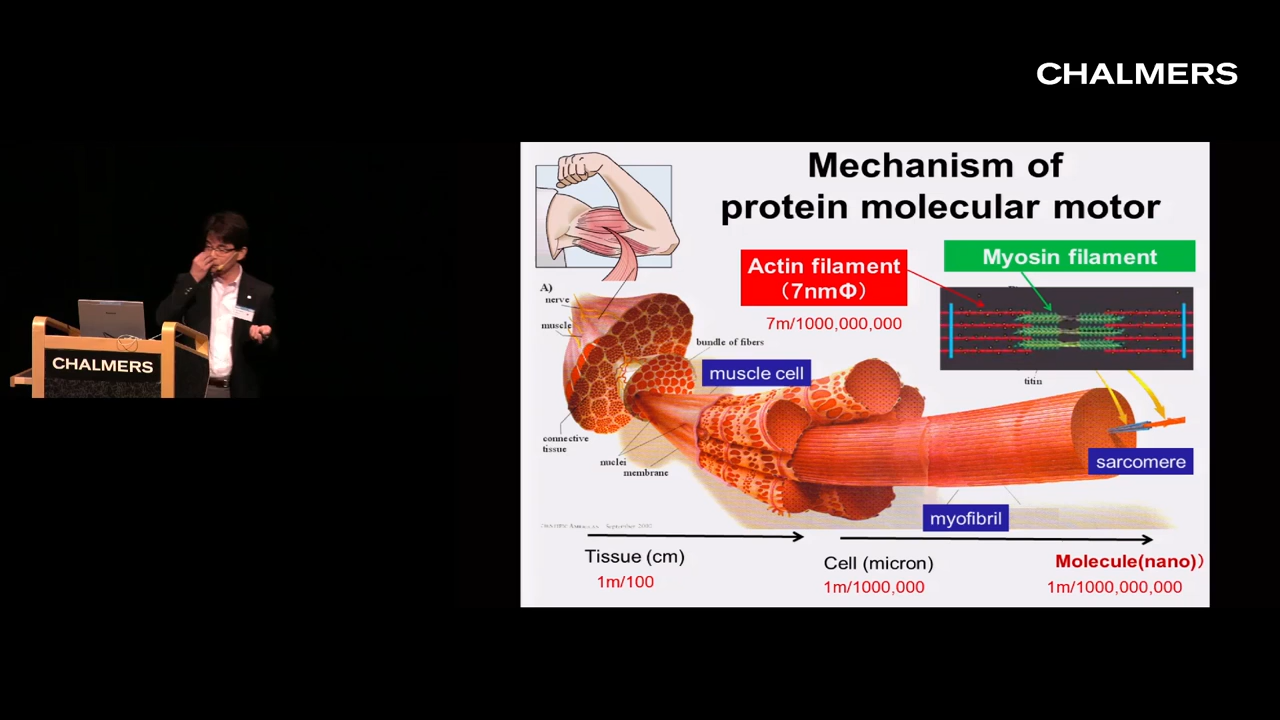 CHALMERS
CHALMERS
Mechanism of
protein molecular motor
Actin filament
（7nmΦ）
7m/1000,000,000
Myosin filament
A)
nerve
muscle
bundle of fibers
muscle cell
titin
connective
tissue
nuclei
membrane
sarcomere
myofibril
September
Tissue (cm)
1m/100
Cell (micron)
1m/1000,000
Molecule(nano)）
1m/1000,000,000